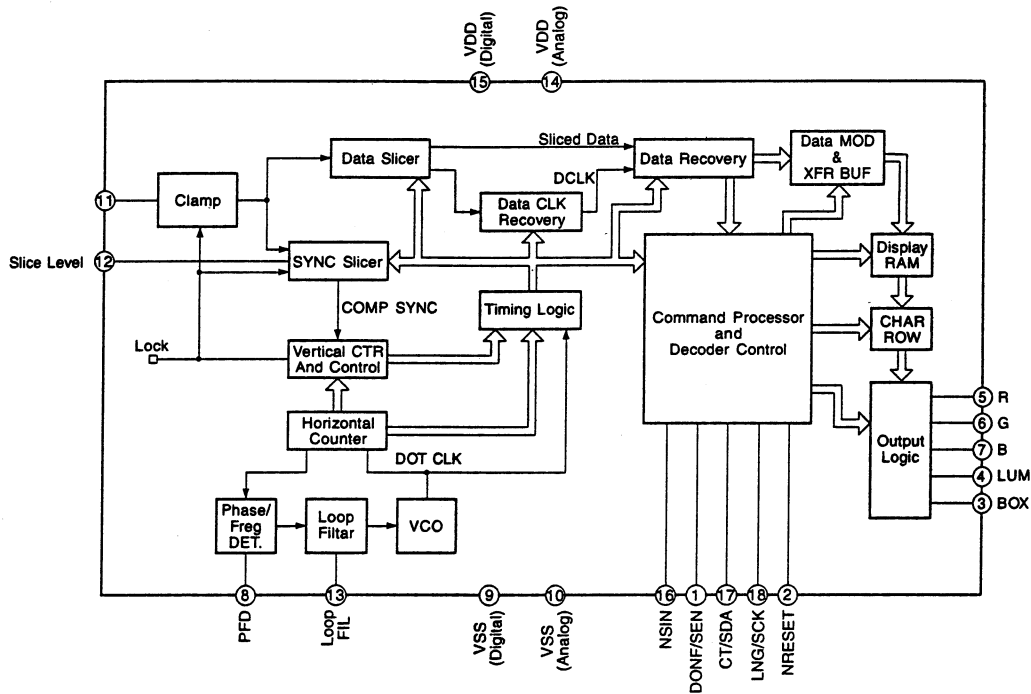 VDD
(Digital)
15
VDD
(Analog)
14
Sliced Data
Data Slicer
Data Recovery
Data MOD
&
XFR BUF
DCLK
11
Clamp
Data CLK
Recovery
Slice Level
12
SYNC Slicer
Display
RAM
COMP SYNC
Timing Logic
Command Processor
and
Decoder Control
CHAR
ROW
Lock
Vertical CTR
And Control
Horizontal
Counter
DOT CLK
Output
Logic
5 R
6 G
7 B
4 LUM
3 BOX
Phase/
Freg
DET.
Loop
Filtar
VCO
8
PFD
13
Loop
FIL
9
VSS
(Digital)
10
VSS
(Analog)
16
NSIN
1
DONF/SEN
17
CT/SDA
18
LNG/SCK
2
NRESET